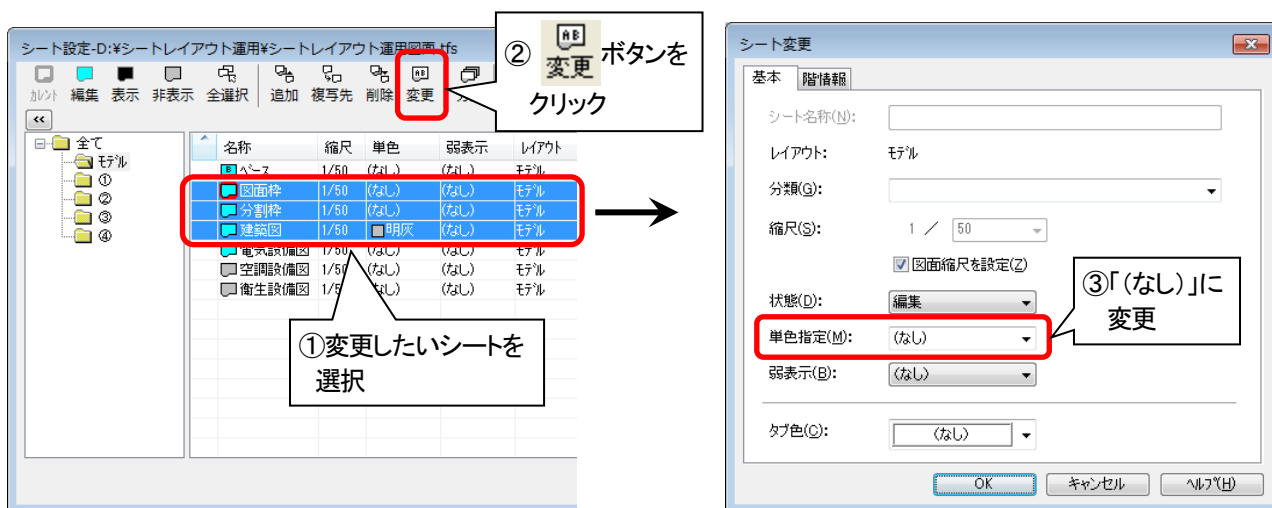 シート設定-D:¥シートレイアウト運用¥シートレイアウト運用図面.tfs
ｶﾚﾝﾄ 編集 表示 非表示 全選択 追加 複写先 削除 変更
② 変更 ボタンを
クリック
<<
全て
ﾓﾃﾞﾙ
①
②
③
④
名称 縮尺 単色 弱表示 ﾚｲｱｳﾄ
ﾍﾞｰｽ 1/50 (なし) (なし) ﾓﾃﾞﾙ
図面枠 1/50 (なし) (なし) ﾓﾃﾞﾙ
分割枠 1/50 (なし) (なし) ﾓﾃﾞﾙ
建築図 1/50 明灰 (なし) ﾓﾃﾞﾙ
電気設備図 1/50 (なし) (なし) ﾓﾃﾞﾙ
空調設備図 1/50 (なし) (なし) ﾓﾃﾞﾙ
衛生設備図 (なし) (なし) ﾓﾃﾞﾙ
①変更したいシートを
選択
シート変更
基本 階情報
シート名称(N):
レイアウト: ﾓﾃﾞﾙ
分類(G):
縮尺(S): 1 ／ 50
図面縮尺を設定(Z)
状態(D): 編集
単色指定(M): (なし)
弱表示(B): (なし)
タブ色(C): (なし)
OK キャンセル ﾍﾙﾌﾟ(H)
③「(なし)」に
変更